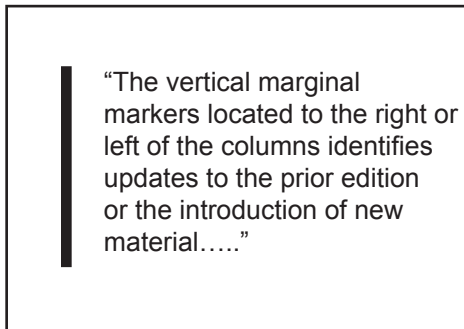 “The vertical marginal
markers located to the right or
left of the columns identifies
updates to the prior edition
or the introduction of new
material…..”